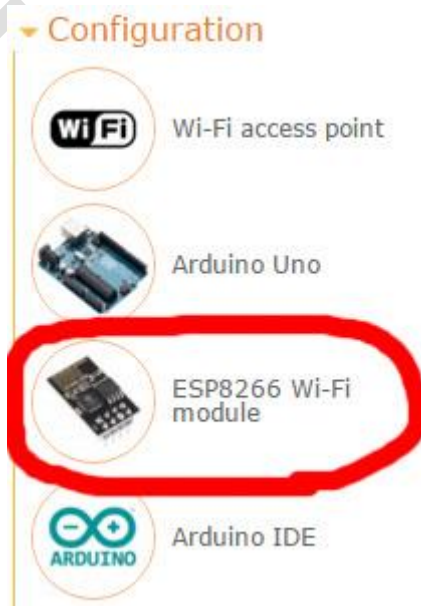 Configuration
WiFi
Wi-Fi access point
Arduino Uno
ESP8266 Wi-Fi
module
ARDUINO
Arduino IDE